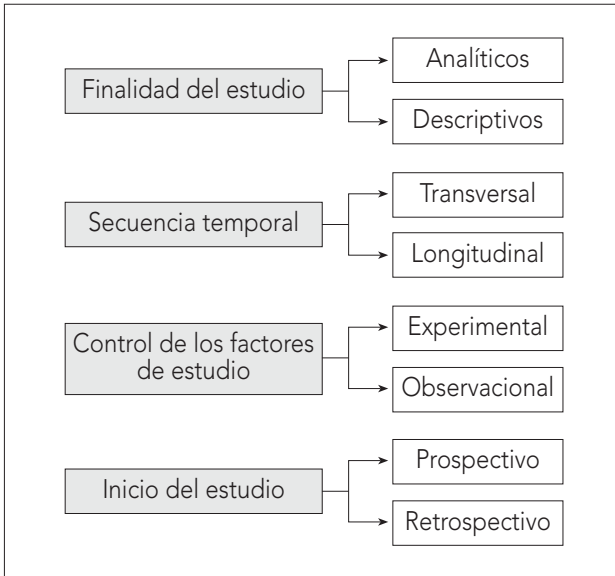 Finalidad del estudio
Analíticos
Descriptivos
Secuencia temporal
Transversal
Longitudinal
Control de los factores
de estudio
Experimental
Observacional
Inicio del estudio
Prospectivo
Retrospectivo